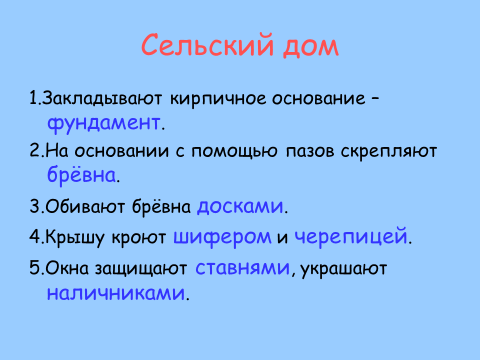 Сельский дом
1.Закладывают кирпичное основание –
фундамент.
2.На основании с помощью пазов скрепляют
брёвна.
3.Обивают брёвна досками.
4.Крышу кроют шифером и черепицей.
5.Окна защищают ставнями, украшают
наличниками.